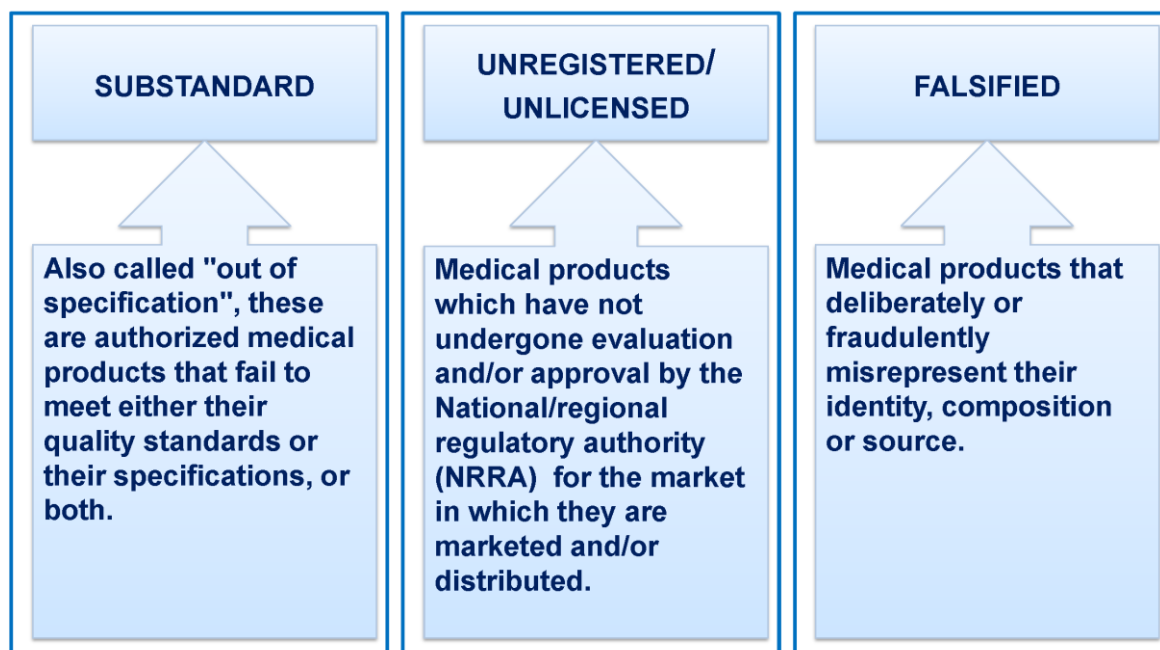 SUBSTANDARD
Also called "out of
specification", these
are authorized medical
products that fail to
meet either their
quality standards or
their specifications, or
both.
UNREGISTERED/
UNLICENSED
Medical products
which have not
undergone evaluation
and/or approval by the
National/regional
regulatory authority
(NRRA)  for the market
in which they are
marketed and/or
distributed.
FALSIFIED
Medical products that
deliberately or
fraudulently
misrepresent their
identity, composition
or source.